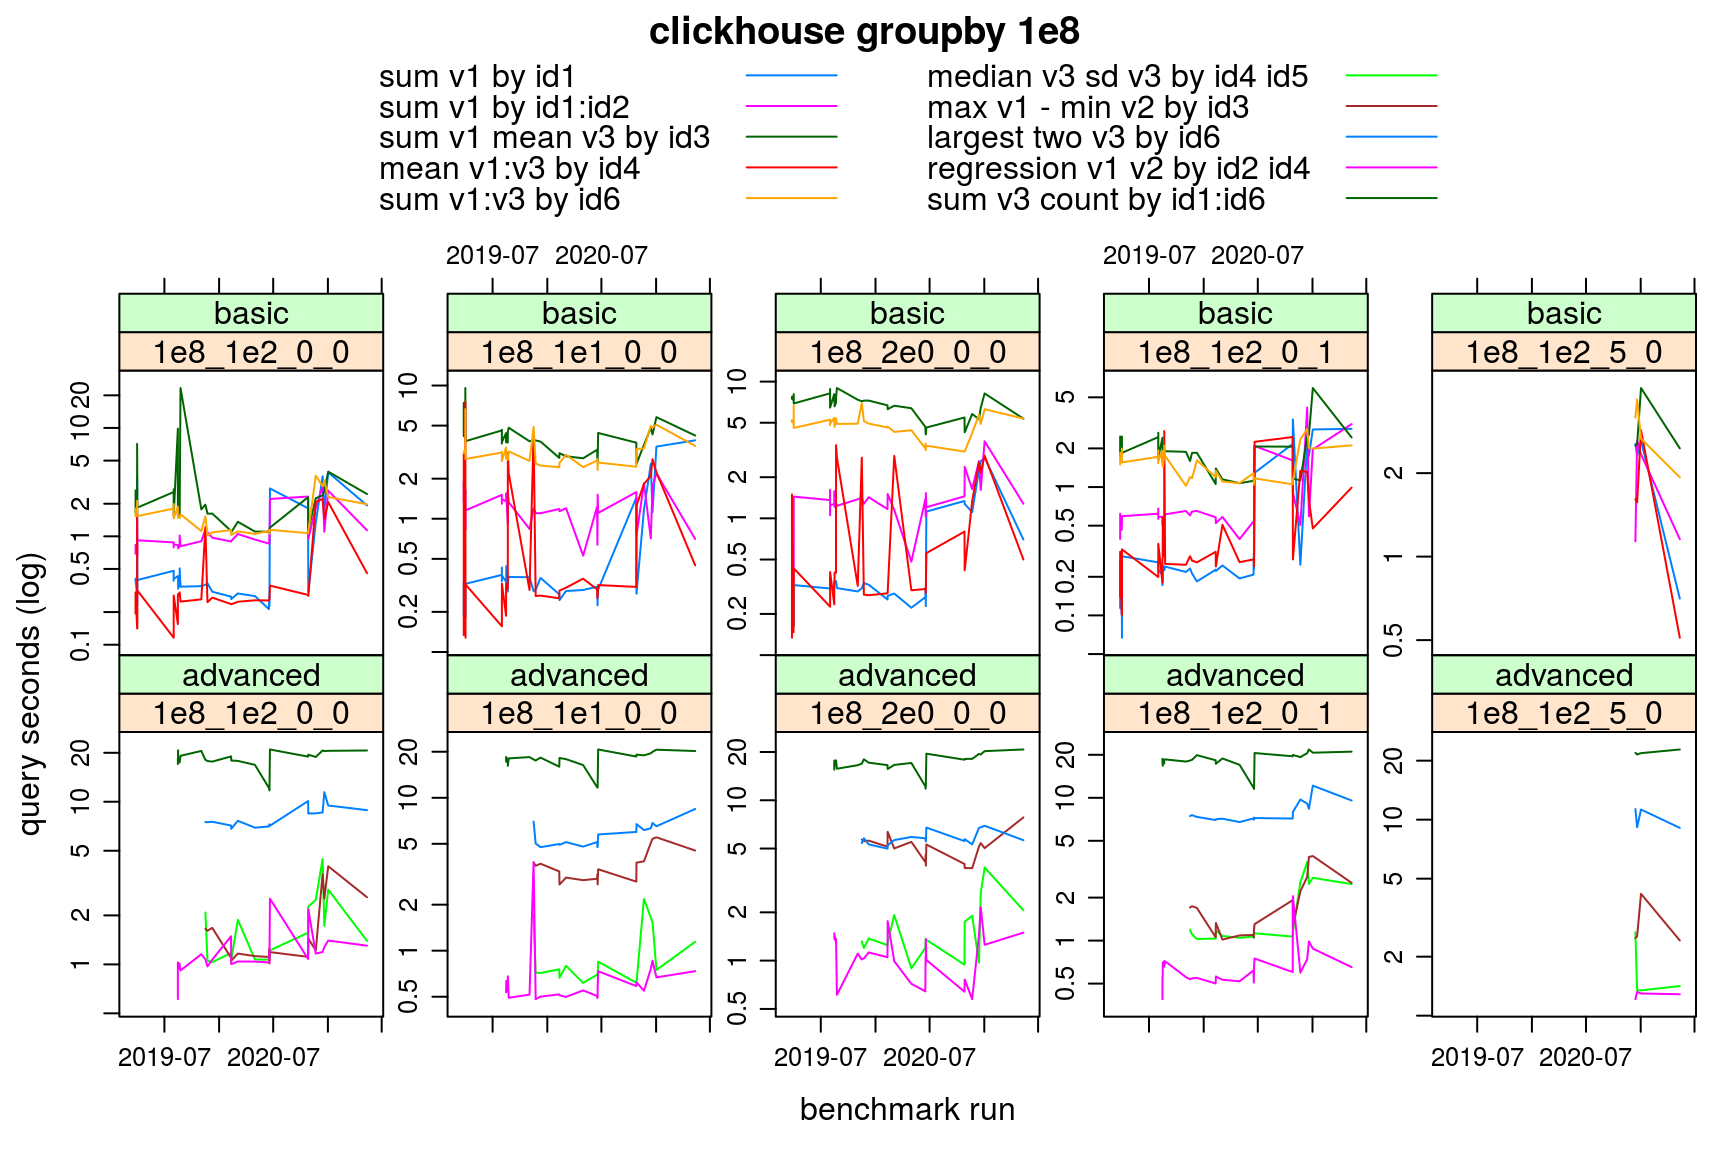 clickhouse groupby 1e8
sum v1 by id1
sum v1 by id1:id2
sum v1 mean v3 by id3
mean v1:v3 by id4
sum v1:v3 by id6
median v3 sd v3 by id4 id5
max v1 - min v2 by id3
largest two v3 by id6
regression v1 v2 by id2 id4
sum v3 count by id1:id6
2019-07 2020-07
2019-07 2020-07
basic
1e8_1e2_0_0
20
10
5
2
1
0.5
0.1
basic
1e8_1e1_0_0
10
5
2
1
0.5
0.2
basic
1e8_2e0_0_0
10
5
2
1
0.5
0.2
basic
1e8_1e2_0_1
5
2
1
0.5
0.2
0.1
basic
1e8_1e2_5_0
2
1
0.5
query seconds (log)
advanced
1e8_1e2_0_0
20
10
5
2
1
advanced
1e8_1e1_0_0
20
10
5
2
1
0.5
advanced
1e8_2e0_0_0
20
10
5
2
1
0.5
advanced
1e8_1e2_0_1
20
10
5
2
1
0.5
advanced
1e8_1e2_5_0
20
10
5
2
2019-07 2020-07
2019-07 2020-07
2019-07 2020-07
benchmark run